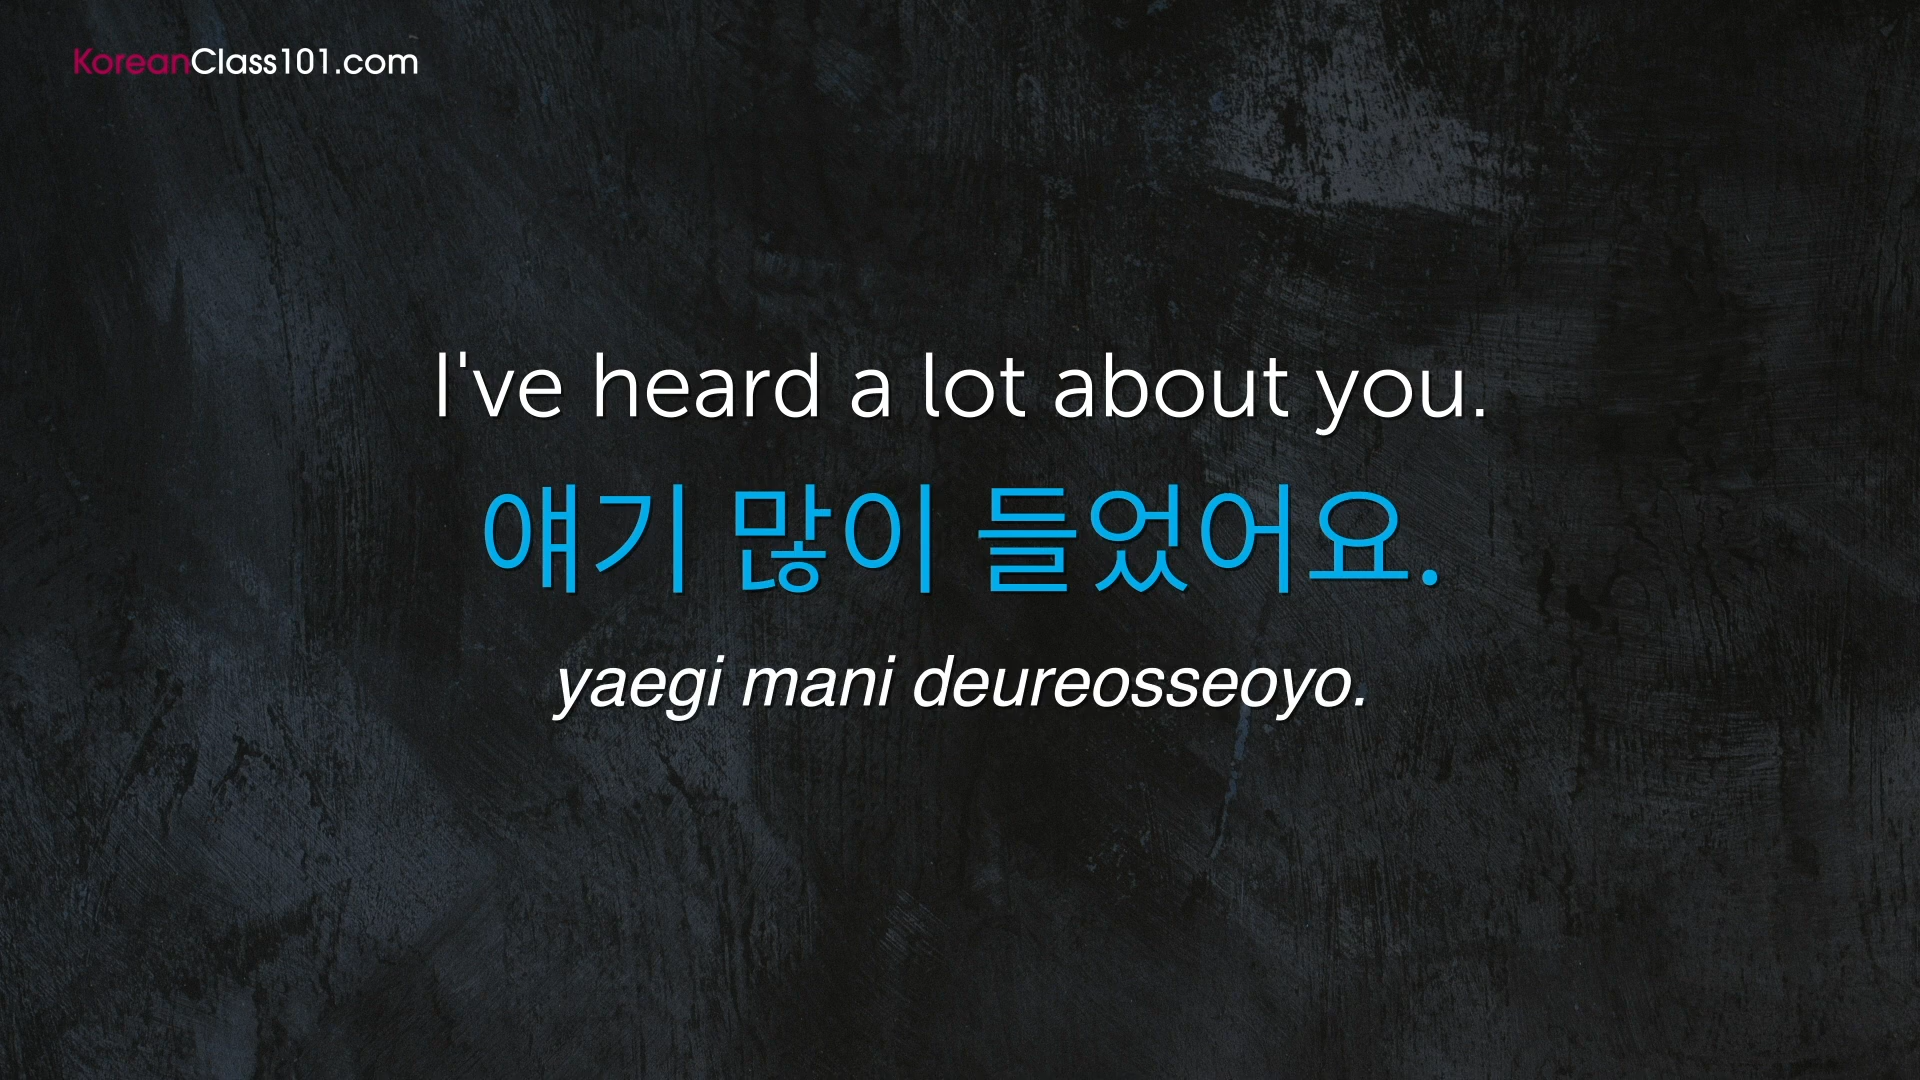 KoreanClass101.com
I've heard a lot about you.
얘기 많이 들었어요.
yaegi mani deureosseoyo.